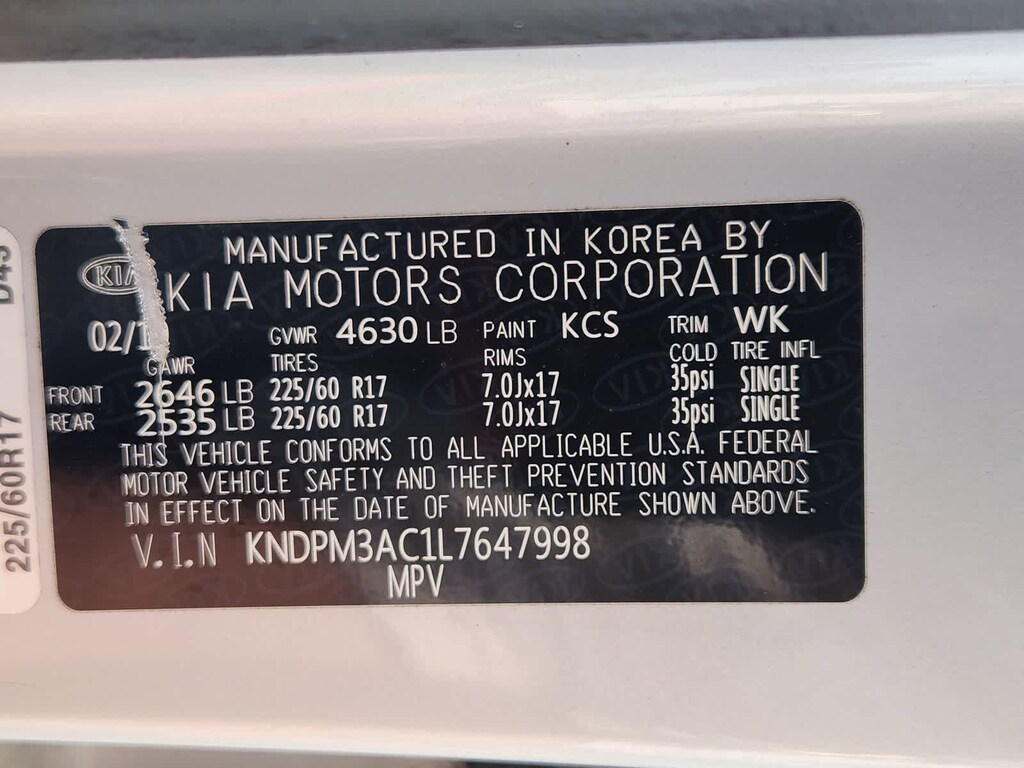 MANUFACTURED IN KOREA BY
KIA KIA MOTORS CORPORATION
GVWR 4630 LB PAINT KCS TRIM WK
GAWR TIRES RIMS COLD TIRE INFL
FRONT 2646 LB 225/60 R17 7.0Jx17 35psi SINGLE
REAR 2535 LB 225/60 R17 7.0Jx17 35psi SINGLE
THIS VEHICLE CONFORMS TO ALL APPLICABLE U.S.A. FEDERAL
MOTOR VEHICLE SAFETY AND THEFT PREVENTION STANDARDS
IN EFFECT ON THE DATE OF MANUFACTURE SHOWN ABOVE.
V.I.N KNDPM3AC1L7647998
MPV
225/60R17